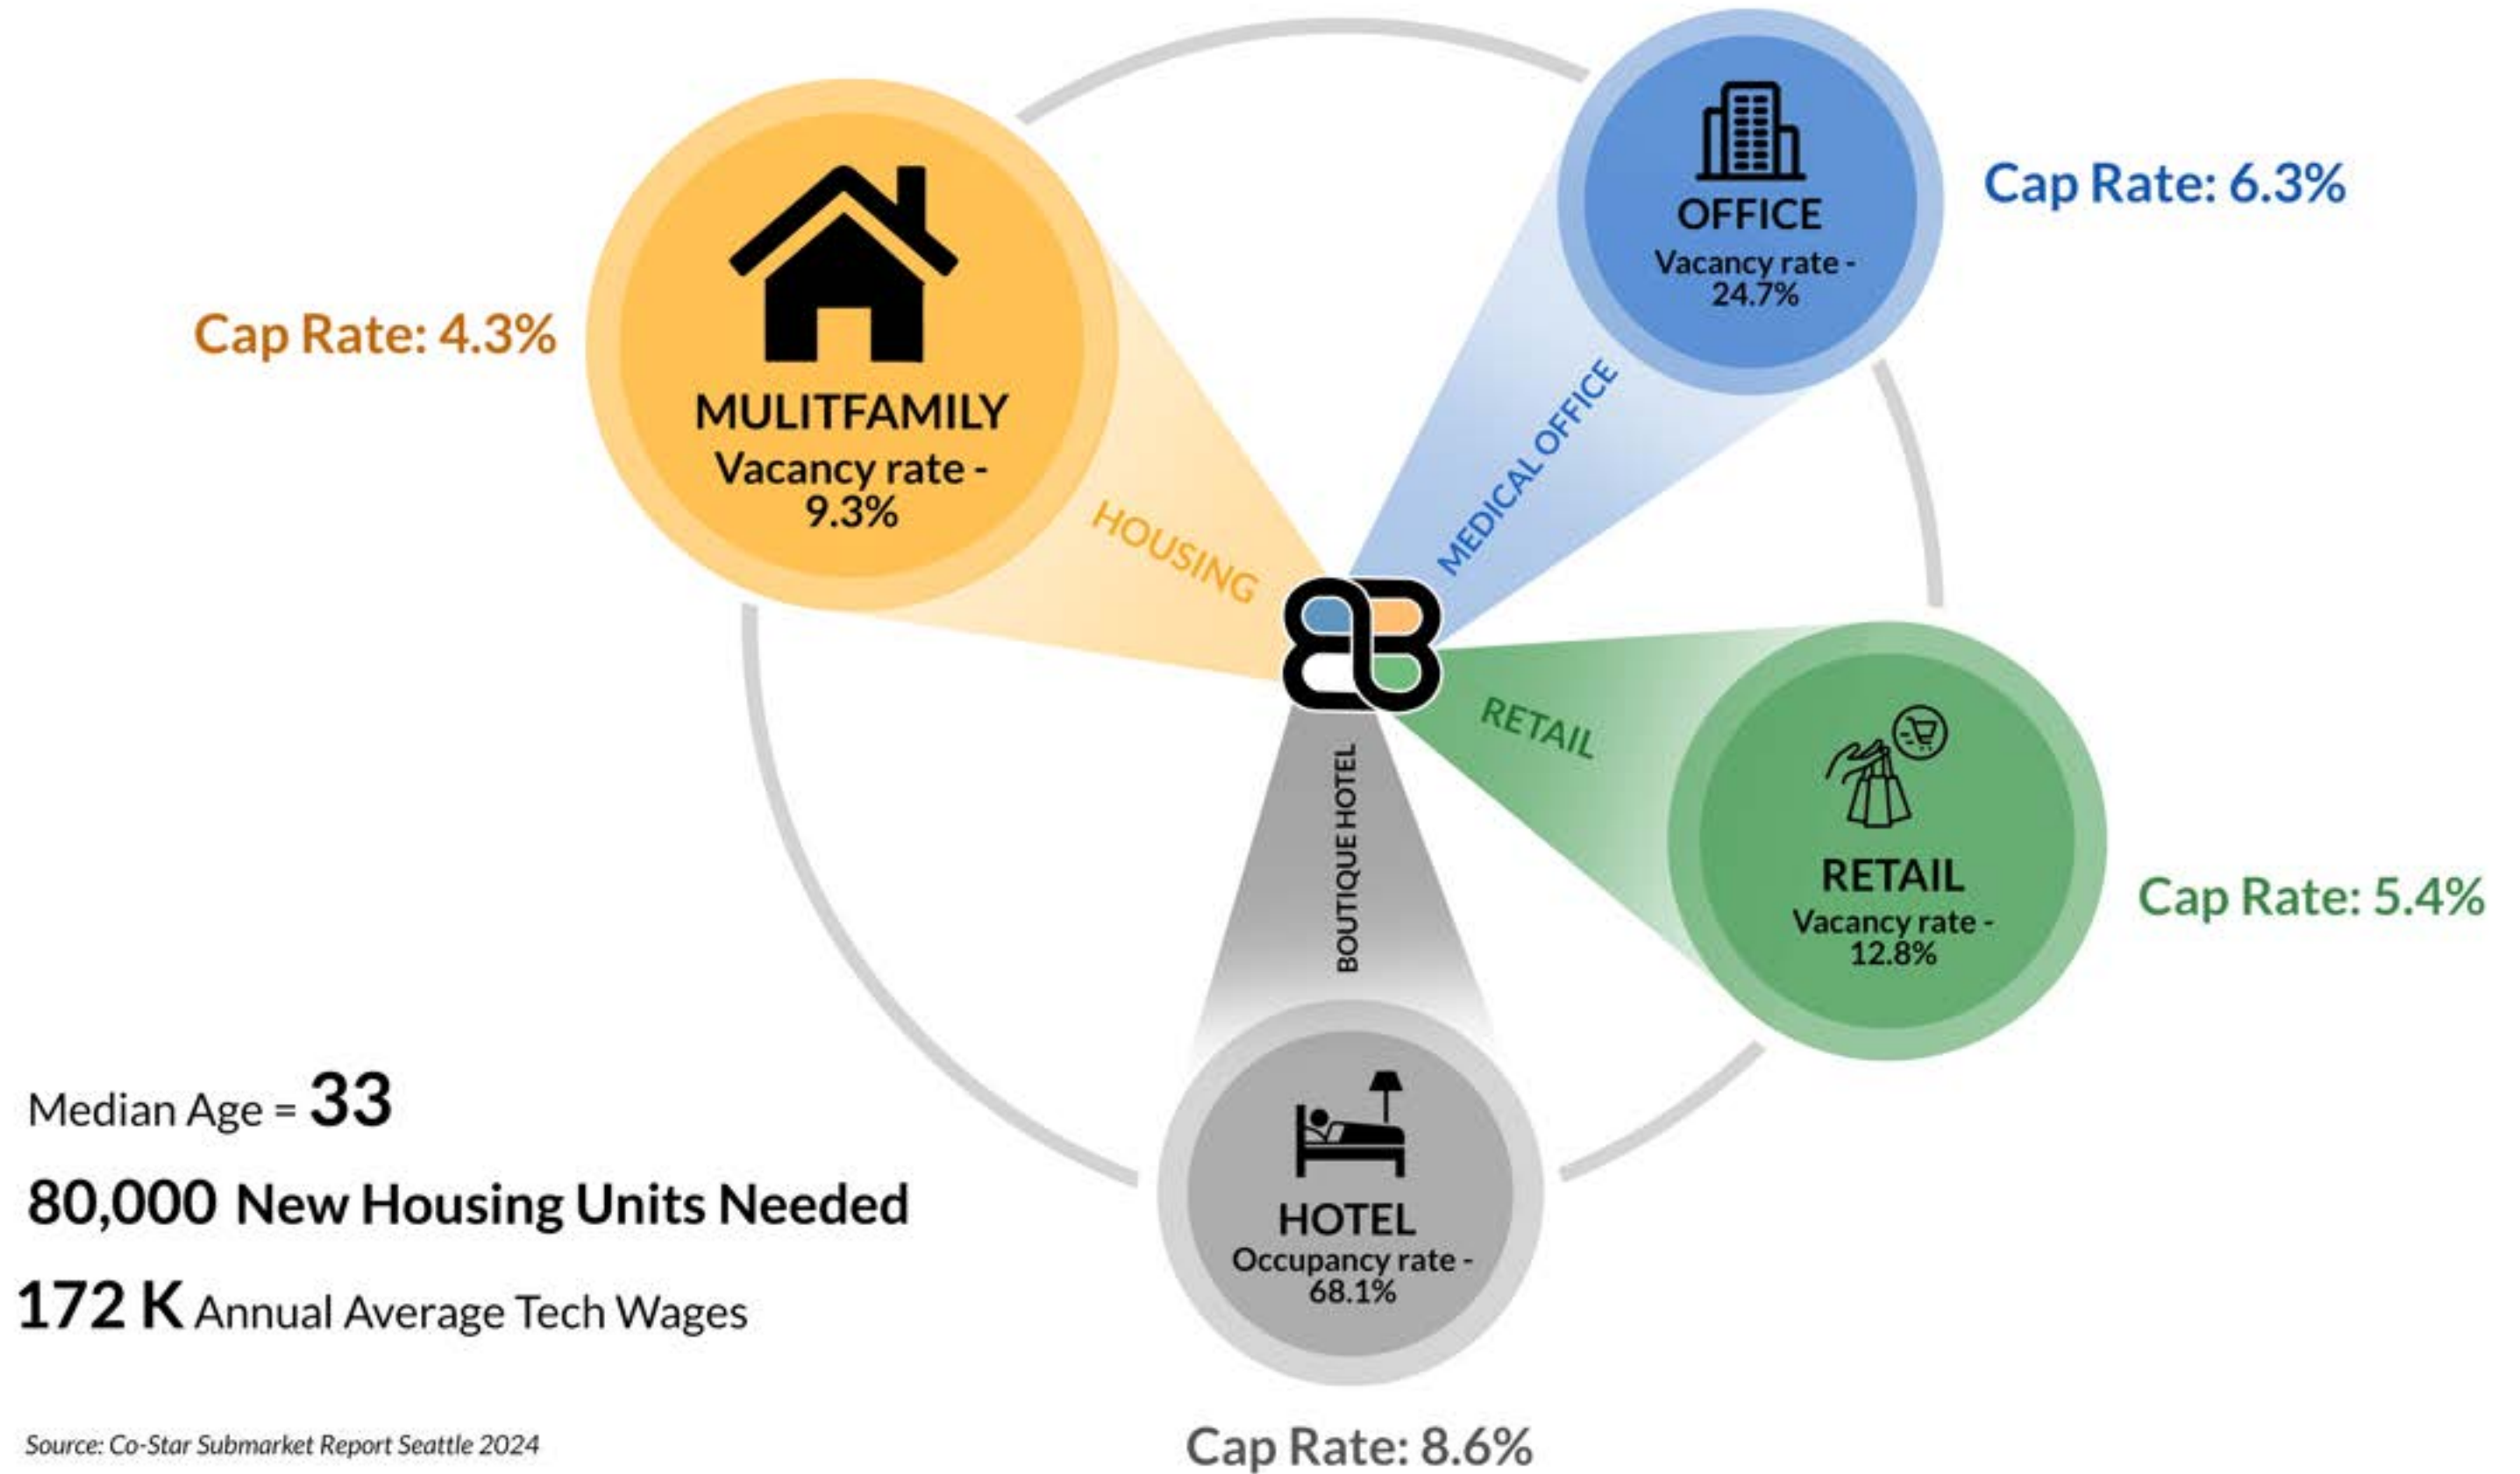 OFFICE
Vacancy rate -
24.7%
Cap Rate: 6.3%
Cap Rate: 4.3%
MULITFAMILY
Vacancy rate -
9.3%
HOUSING
MEDICAL OFFICE
RETAIL
BOUTIQUE HOTEL
RETAIL
Vacancy rate -
12.8%
Cap Rate: 5.4%
HOTEL
Occupancy rate -
68.1%
Cap Rate: 8.6%
Median Age = 33
80,000 New Housing Units Needed
172 K Annual Average Tech Wages
Source: Co-Star Submarket Report Seattle 2024